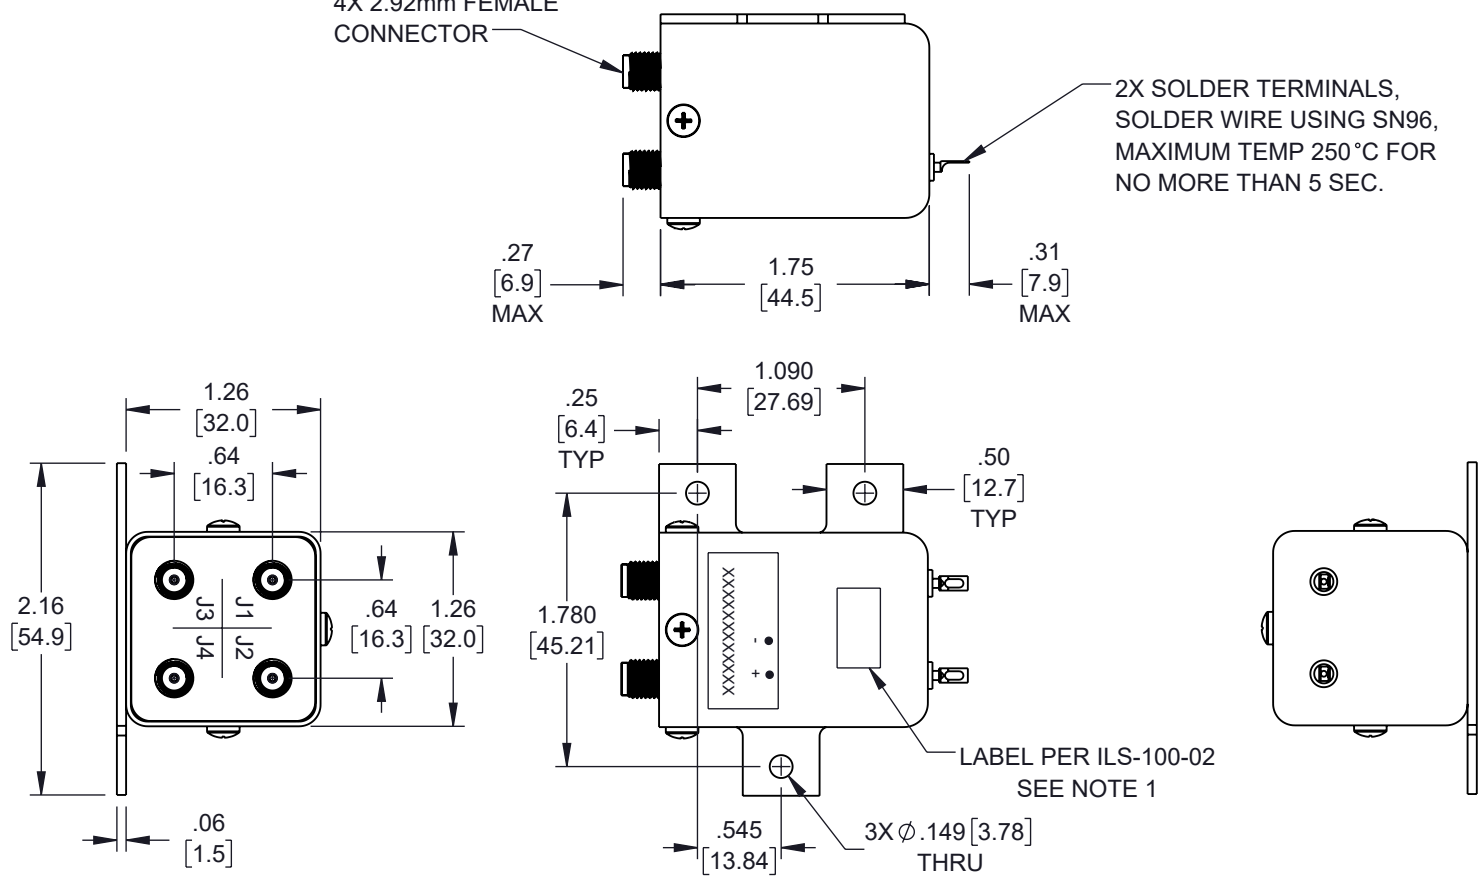 4X 2.92mm FEMALE
CONNECTOR
2X SOLDER TERMINALS,
SOLDER WIRE USING SN96,
MAXIMUM TEMP 250°C FOR
NO MORE THAN 5 SEC.
.27
[6.9]
MAX
1.75
[44.5]
.31
[7.9]
MAX
1.26
[32.0]
.64
[16.3]
2.16
[54.9]
J3
J1
J4
J2
.64
[16.3]
1.26
[32.0]
.06
[1.5]
.25
[6.4]
TYP
1.090
[27.69]
.50
[12.7]
TYP
1.780
[45.21]
XXXXXXXXXXXX
-
+
LABEL PER ILS-100-02
SEE NOTE 1
.545
[13.84]
3X ⌀ .149 [3.78]
THRU